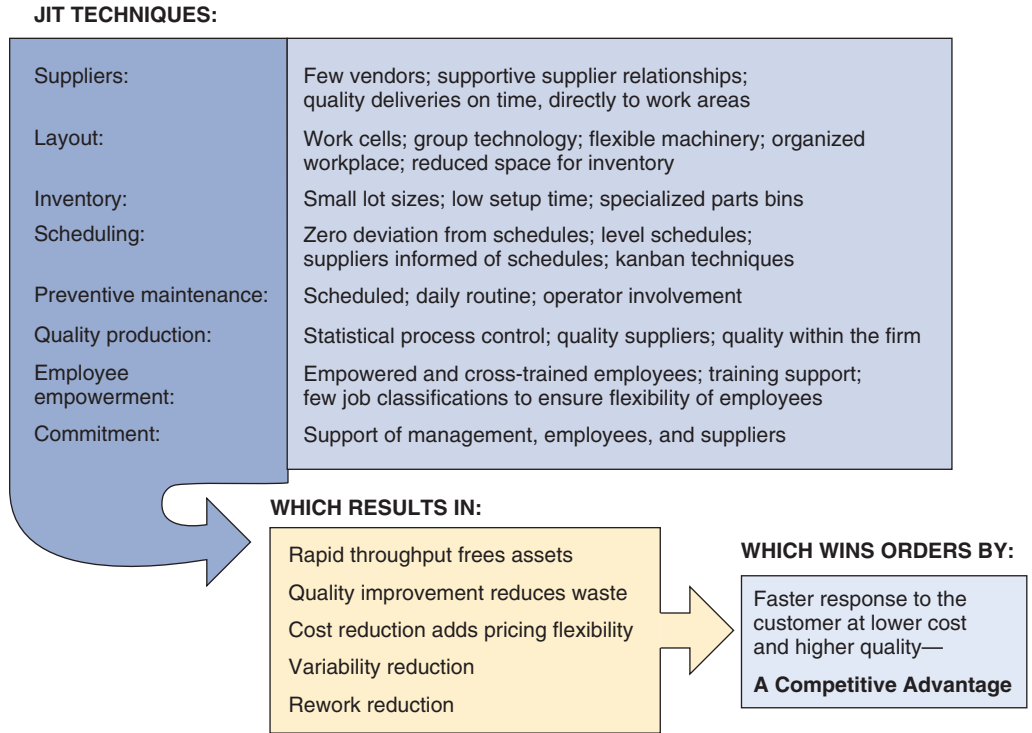 JIT TECHNIQUES:
Suppliers:
Few vendors; supportive supplier relationships;
quality deliveries on time, directly to work areas
Layout:
Work cells; group technology; flexible machinery; organized
workplace; reduced space for inventory
Inventory:
Small lot sizes; low setup time; specialized parts bins
Scheduling:
Zero deviation from schedules; level schedules;
suppliers informed of schedules; kanban techniques
Preventive maintenance:
Scheduled; daily routine; operator involvement
Quality production:
Statistical process control; quality suppliers; quality within the firm
Employee
empowerment:
Empowered and cross-trained employees; training support;
few job classifications to ensure flexibility of employees
Commitment:
Support of management, employees, and suppliers
WHICH RESULTS IN:
Rapid throughput frees assets
Quality improvement reduces waste
Cost reduction adds pricing flexibility
Variability reduction
Rework reduction
WHICH WINS ORDERS BY:
Faster response to the
customer at lower cost
and higher quality—
A Competitive Advantage